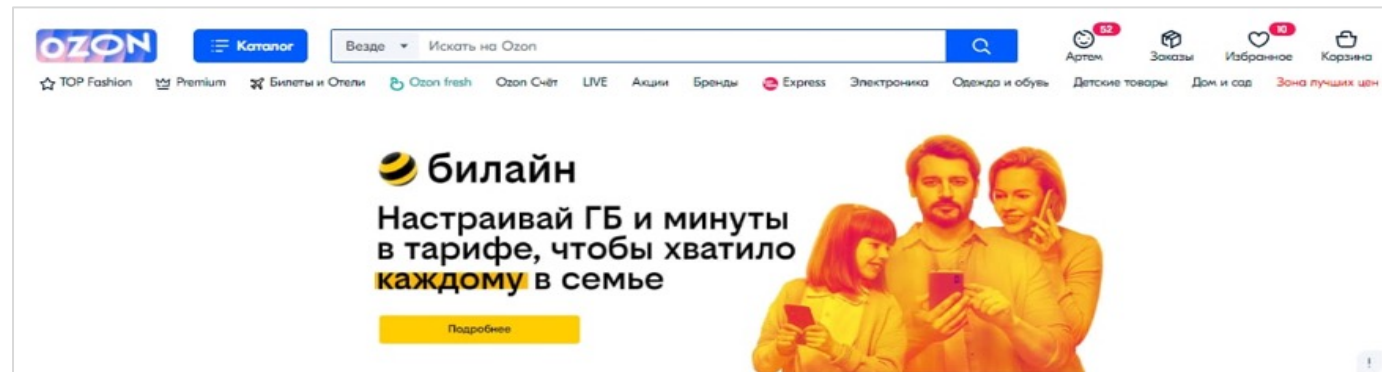 OZON
Каталог
Везде
Искать на Ozon
52
Артем
Заказы
10
Избранное
Корзина
TOP Fashion
Premium
Билеты и Отели
Ozon fresh
Ozon Счёт
LIVE
Акции
Бренды
Express
Электроника
Одежда и обувь
Детские товары
Дом и сад
Зона лучших цен
билайн
Настраивай ГБ и минуты
в тарифе, чтобы хватило
каждому в семье
Подробнее
!